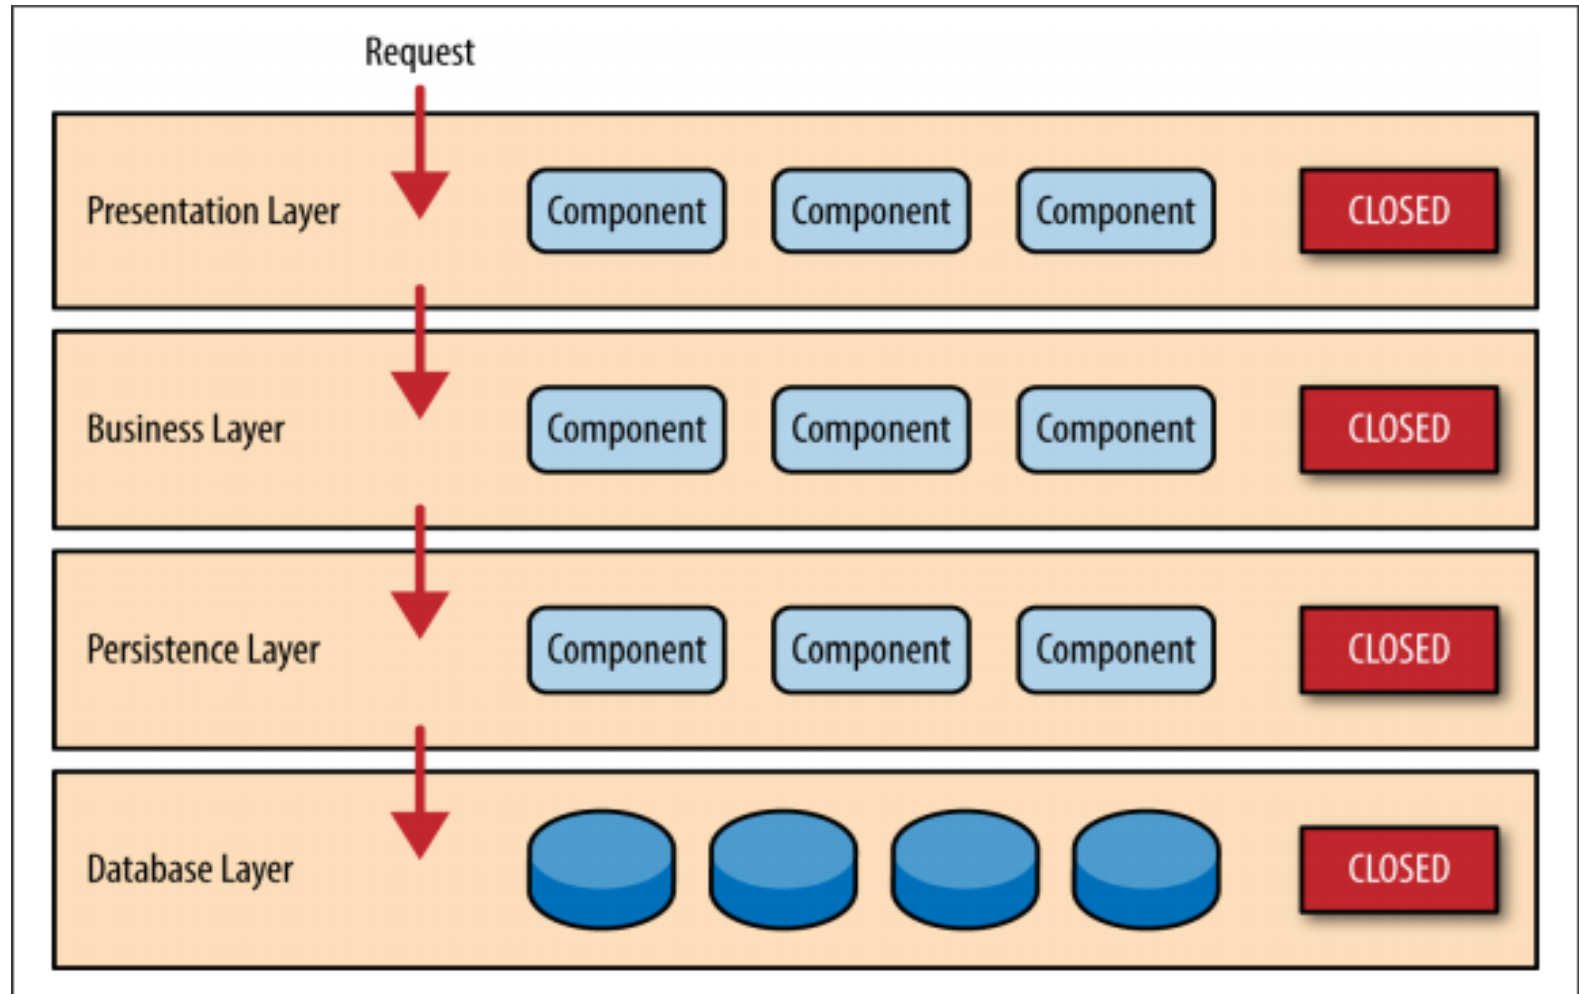 Request
Presentation Layer Component Component Component CLOSED
Business Layer Component Component Component CLOSED
Persistence Layer Component Component Component CLOSED
Database Layer CLOSED